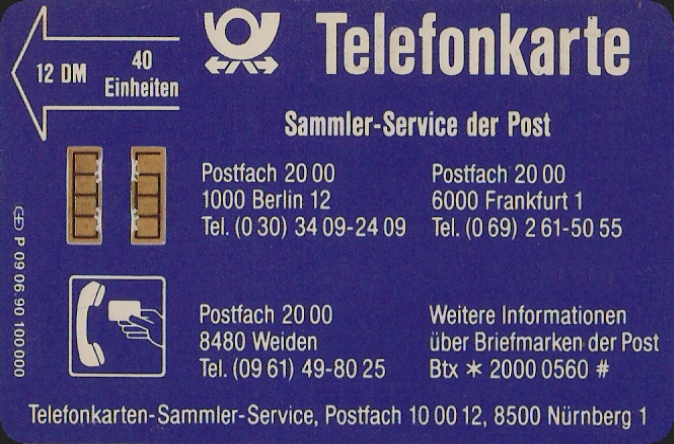 12 DM
40
Einheiten
Telefonkarte
Sammler-Service der Post
Postfach 20 00
1000 Berlin 12
Tel. (0 30) 34 09-24 09
Postfach 20 00
6000 Frankfurt 1
Tel. (0 69) 2 61-50 55
Postfach 20 00
8480 Weiden
Tel. (09 61) 49-80 25
Weitere Informationen
über Briefmarken der Post
Btx * 2000 0560 #
Telefonkarten-Sammler-Service, Postfach 10 00 12, 8500 Nürnberg 1
GD P 09 06.90 100 000